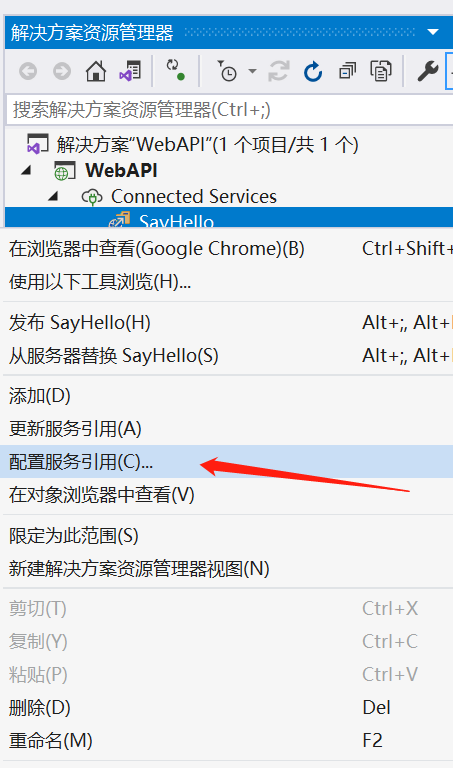 解决方案资源管理器
搜索解决方案资源管理器(Ctrl+;)
解决方案“WebAPI”(1 个项目/共 1 个)
WebAPI
Connected Services
SayHello
在浏览器中查看(Google Chrome)(B) Ctrl+Shift+
使用以下工具浏览(H)...
发布 SayHello(H) Alt+;, Alt+
从服务器替换 SayHello(S) Alt+;, Alt+
添加(D)
更新服务引用(A)
配置服务引用(C)...
在对象浏览器中查看(V)
限定为此范围(S)
新建解决方案资源管理器视图(N)
剪切(T) Ctrl+X
复制(Y) Ctrl+C
粘贴(P) Ctrl+V
删除(D) Del
重命名(M) F2